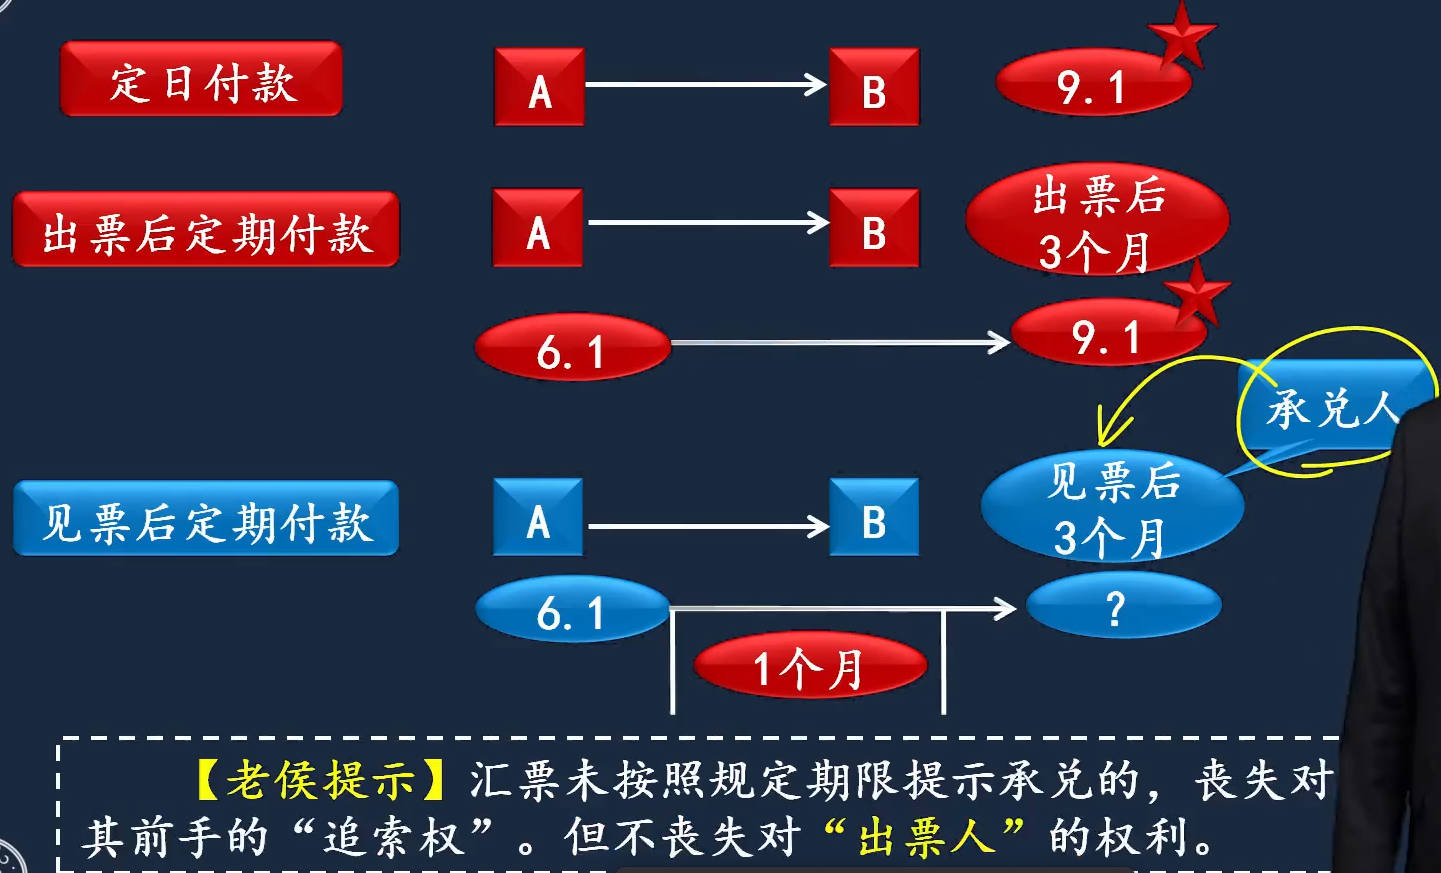 定日付款 A B 9.1
出票后定期付款 A B 出票后
3个月
6.1 9.1
承兑人
见票后定期付款 A B 见票后
3个月
6.1 ?
1个月
【老侯提示】汇票未按照规定期限提示承兑的，丧失对
其前手的“追索权”。但不丧失对“出票人”的权利。